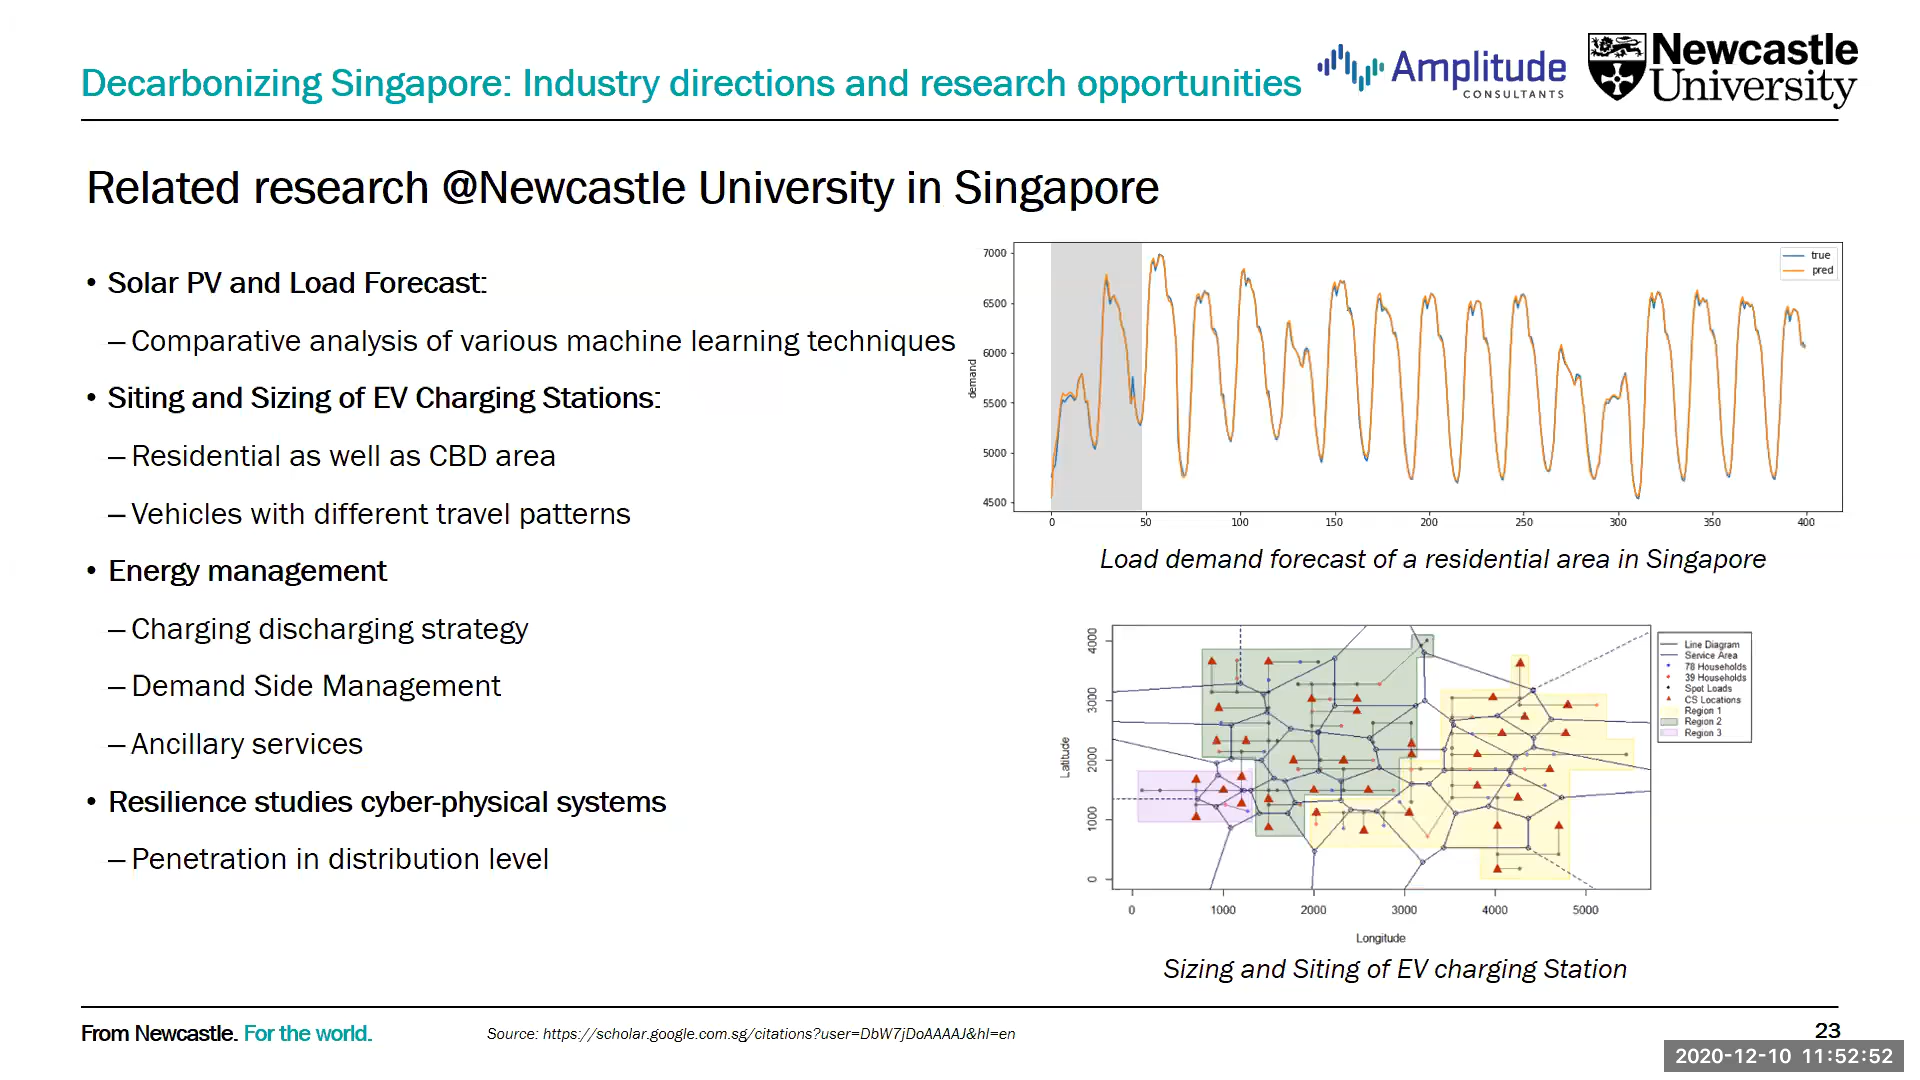 Decarbonizing Singapore: Industry directions and research opportunities
Amplitude
CONSULTANTS
Newcastle
University
Related research @Newcastle University in Singapore
• Solar PV and Load Forecast:
– Comparative analysis of various machine learning techniques
• Siting and Sizing of EV Charging Stations:
– Residential as well as CBD area
– Vehicles with different travel patterns
• Energy management
– Charging discharging strategy
– Demand Side Management
– Ancillary services
• Resilience studies cyber-physical systems
– Penetration in distribution level
7000
6500
6000
5500
5000
4500
demand
true
pred
0 50 100 150 200 250 300 350 400
Load demand forecast of a residential area in Singapore
4000
3000
2000
1000
0
Latitude
Line Diagram
Service Area
78 Households
39 Households
Spot Loads
CS Locations
Region 1
Region 2
Region 3
0 1000 2000 3000 4000 5000
Longitude
Sizing and Siting of EV charging Station
From Newcastle. For the world.
Source: https://scholar.google.com.sg/citations?user=DbW7jDoAAAAJ&hl=en
23
2020-12-10 11:52:52